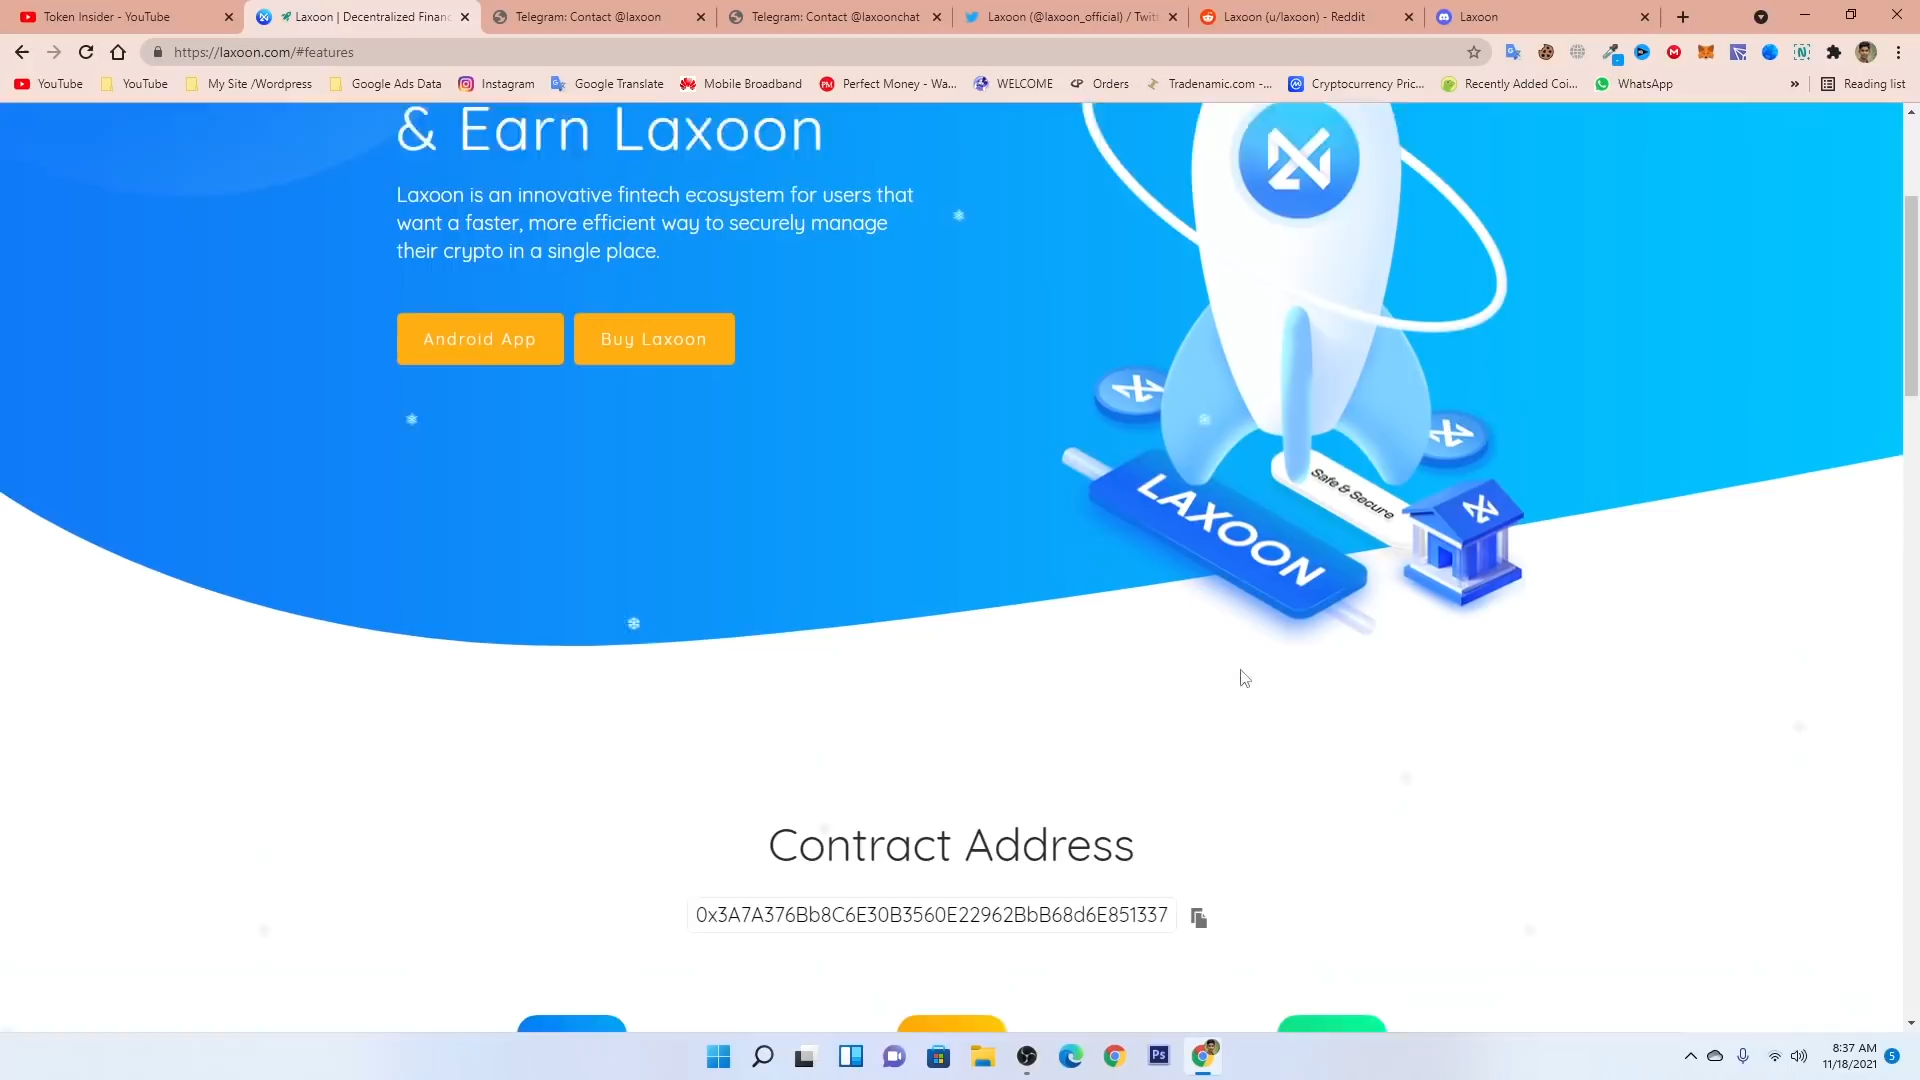 Token Insider - YouTube
Laxoon | Decentralized Financ
Telegram: Contact @laxoon
Telegram: Contact @laxoonchat
Laxoon (@laxoon_official) / Twitt
Laxoon (u/laxoon) - Reddit
Laxoon
https://laxoon.com/#features
YouTube
YouTube
My Site /Wordpress
Google Ads Data
Instagram
Google Translate
Mobile Broadband
PM
Perfect Money - Wa...
WELCOME
CP
Orders
Tradenamic.com -...
Cryptocurrency Pric...
Recently Added Coi...
WhatsApp
»
Reading list
& Earn Laxoon
Laxoon is an innovative fintech ecosystem for users that
want a faster, more efficient way to securely manage
their crypto in a single place.
Android App
Buy Laxoon
Safe & Secure
LAXOON
Contract Address
0x3A7A376Bb8C6E30B3560E22962BbB68d6E851337
Ps
8:37 AM
11/18/2021
5